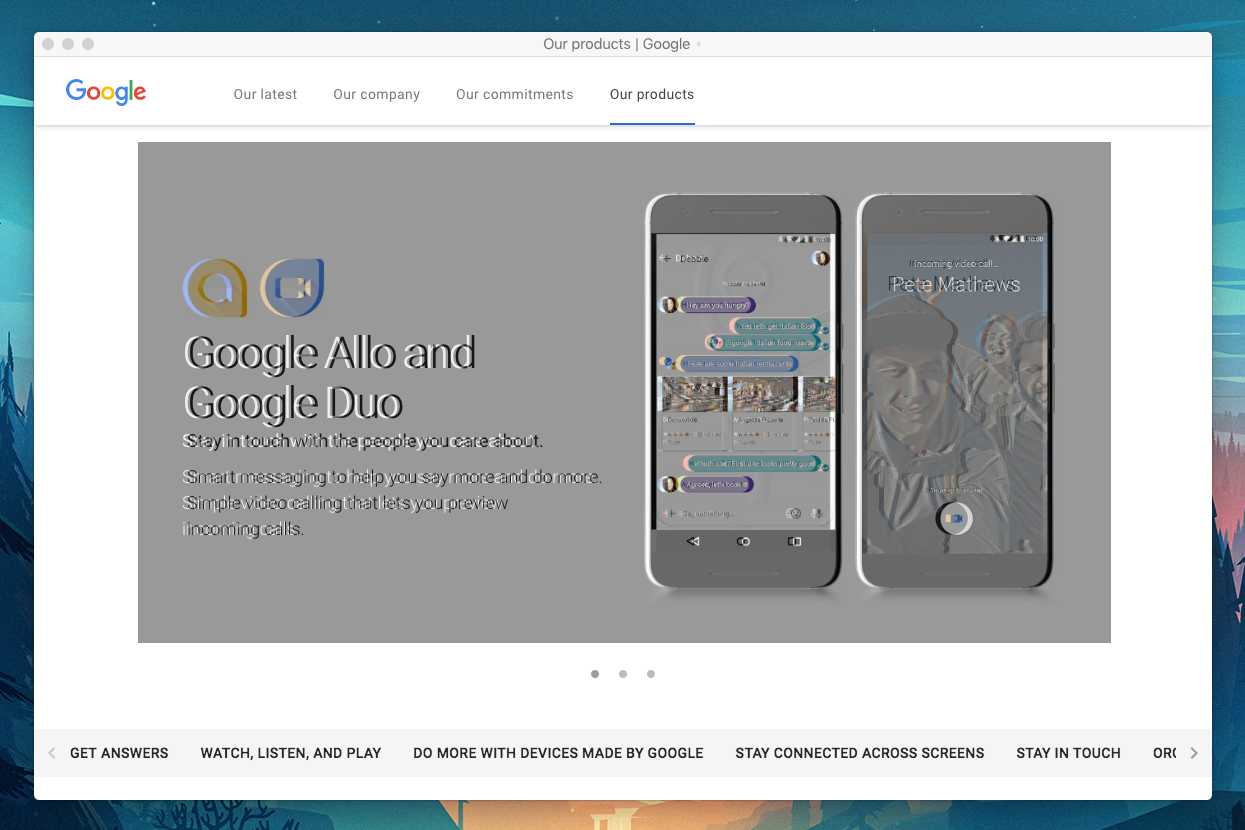 Our products | Google
Google
Our latest
Our company
Our commitments
Our products
Google Allo and
Google Duo
Stay in touch with the people you care about.
Smart messaging to help you say more and do more.
Simple video calling that lets you preview
incoming calls.
10:00
Debbie
Hey, are you hungry?
Yes let's get italian food
@google italian food nearby
Here are some Italian restaurants
Which one? First one looks pretty good
Agreed, let's book it
Say something...
10:00
Incoming video call...
Pete Mathews
GET ANSWERS
WATCH, LISTEN, AND PLAY
DO MORE WITH DEVICES MADE BY GOOGLE
STAY CONNECTED ACROSS SCREENS
STAY IN TOUCH